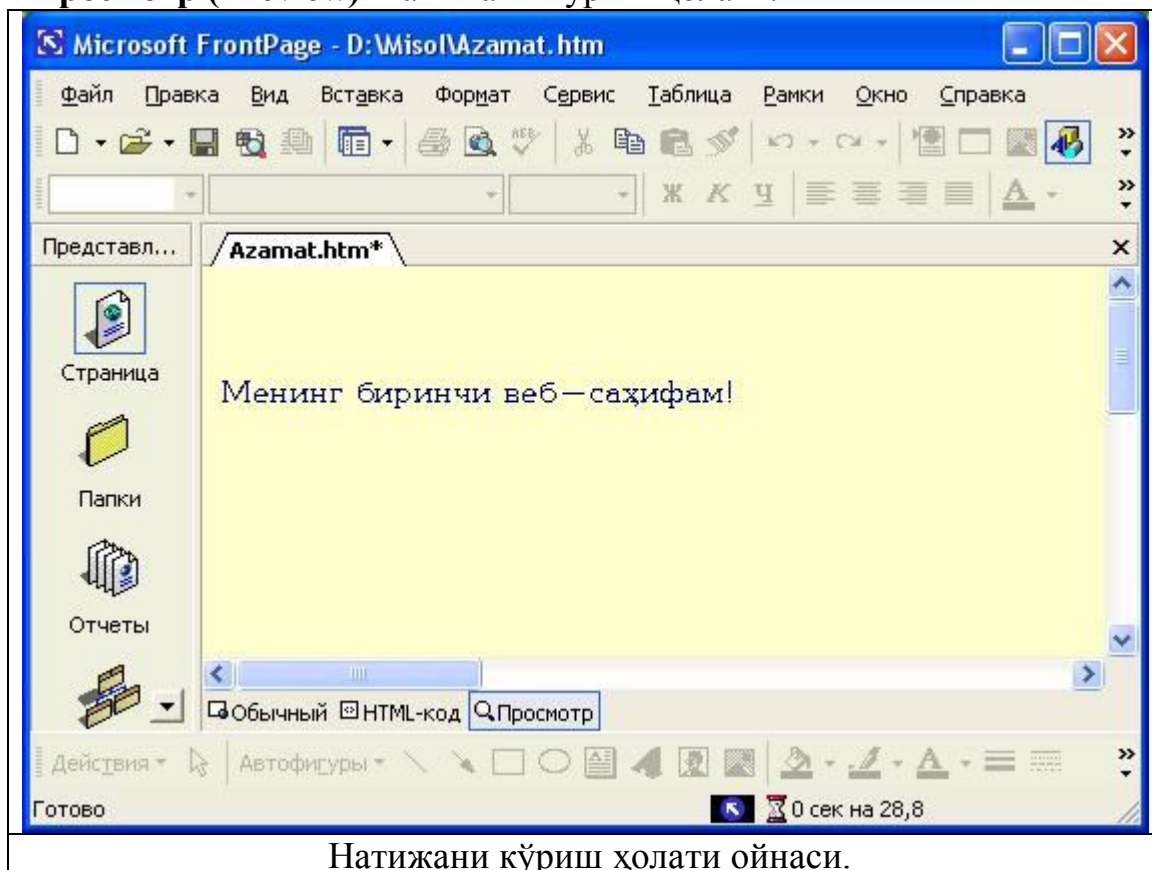 Microsoft FrontPage - D:\Misol\Azamat.htm
Файл Правка Вид Вставка Формат Сервис Таблица Рамки Окно Справка
Ж К Ч
Представл... Azamat.htm*
Страница
Менинг биринчи веб—саҳифам!
Папки
Отчеты
Обычный HTML-код Просмотр
Действия Автофигуры
Готово 0 сек на 28,8
Натижани кўриш ҳолати ойнаси.